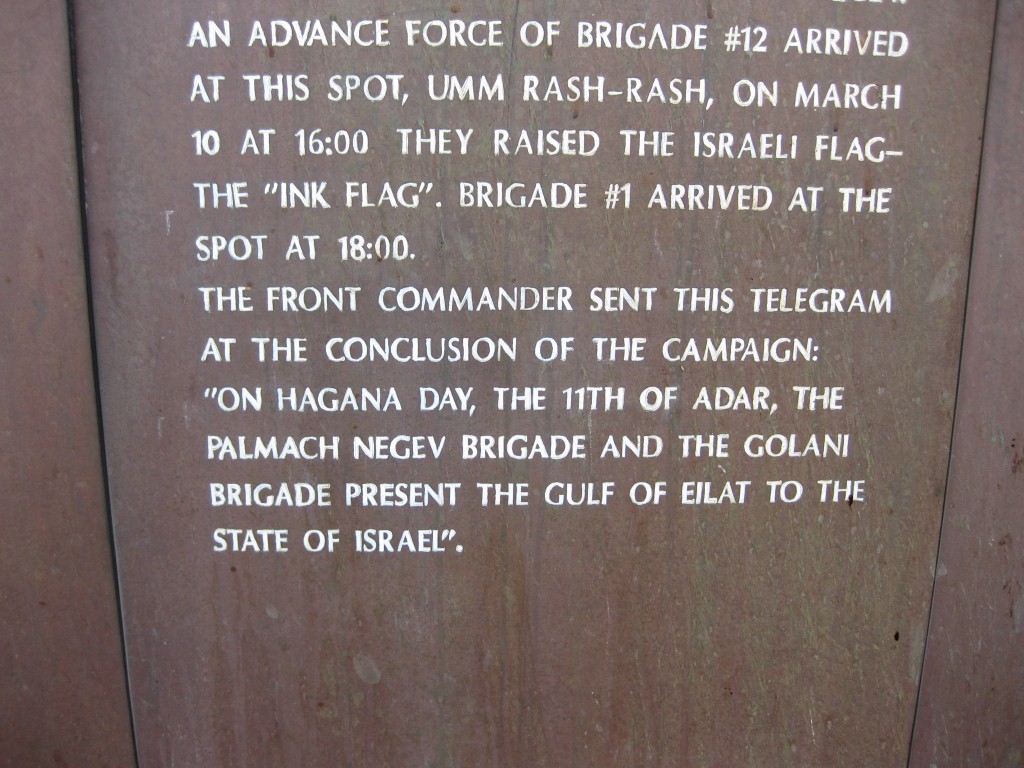 AN ADVANCE FORCE OF BRIGADE #12 ARRIVED
AT THIS SPOT, UMM RASH-RASH, ON MARCH
10 AT 16:00 THEY RAISED THE ISRAELI FLAG-
THE "INK FLAG". BRIGADE #1 ARRIVED AT THE
SPOT AT 18:00.
THE FRONT COMMANDER SENT THIS TELEGRAM
AT THE CONCLUSION OF THE CAMPAIGN:
"ON HAGANA DAY, THE 11TH OF ADAR, THE
PALMACH NEGEV BRIGADE AND THE GOLANI
BRIGADE PRESENT THE GULF OF EILAT TO THE
STATE OF ISRAEL".